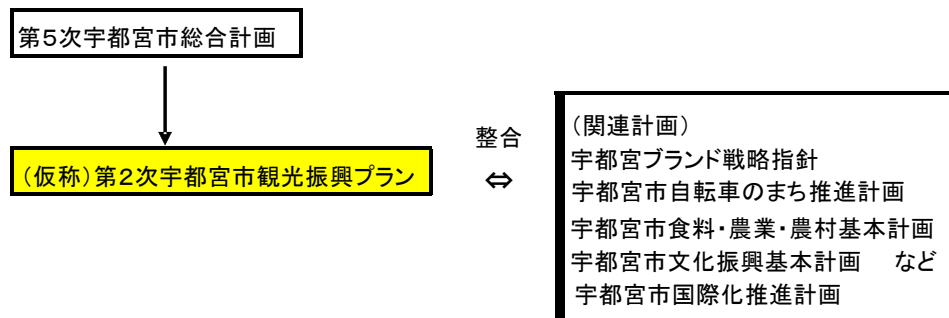 第5次宇都宮市総合計画
(仮称)第2次宇都宮市観光振興プラン
整合
⇔
(関連計画)
宇都宮ブランド戦略指針
宇都宮市自転車のまち推進計画
宇都宮市食料・農業・農村基本計画
宇都宮市文化振興基本計画　など
宇都宮市国際化推進計画